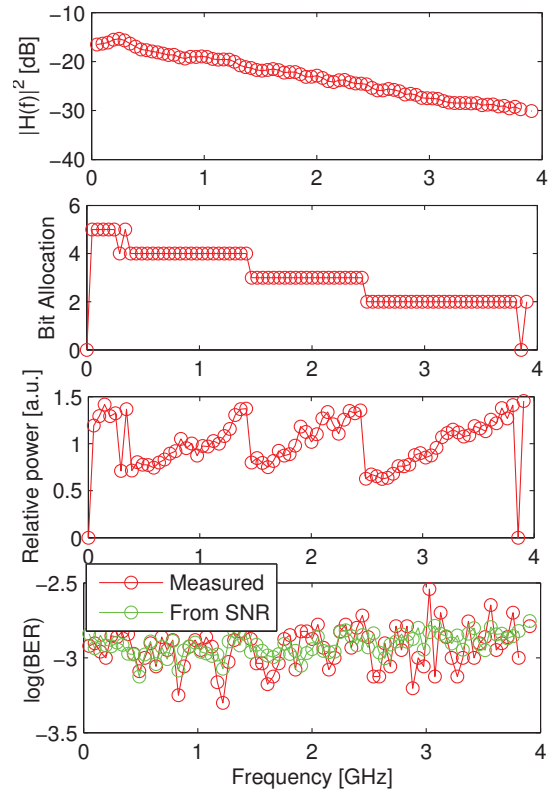 −10
−20
−30
−40
|H(f)|² [dB]
0 1 2 3 4
6
4
2
0
Bit Allocation
0 1 2 3 4
1.5
1
0.5
0
Relative power [a.u.]
0 1 2 3 4
Measured
From SNR
−2.5
−3
−3.5
log(BER)
0 1 2 3 4
Frequency [GHz]